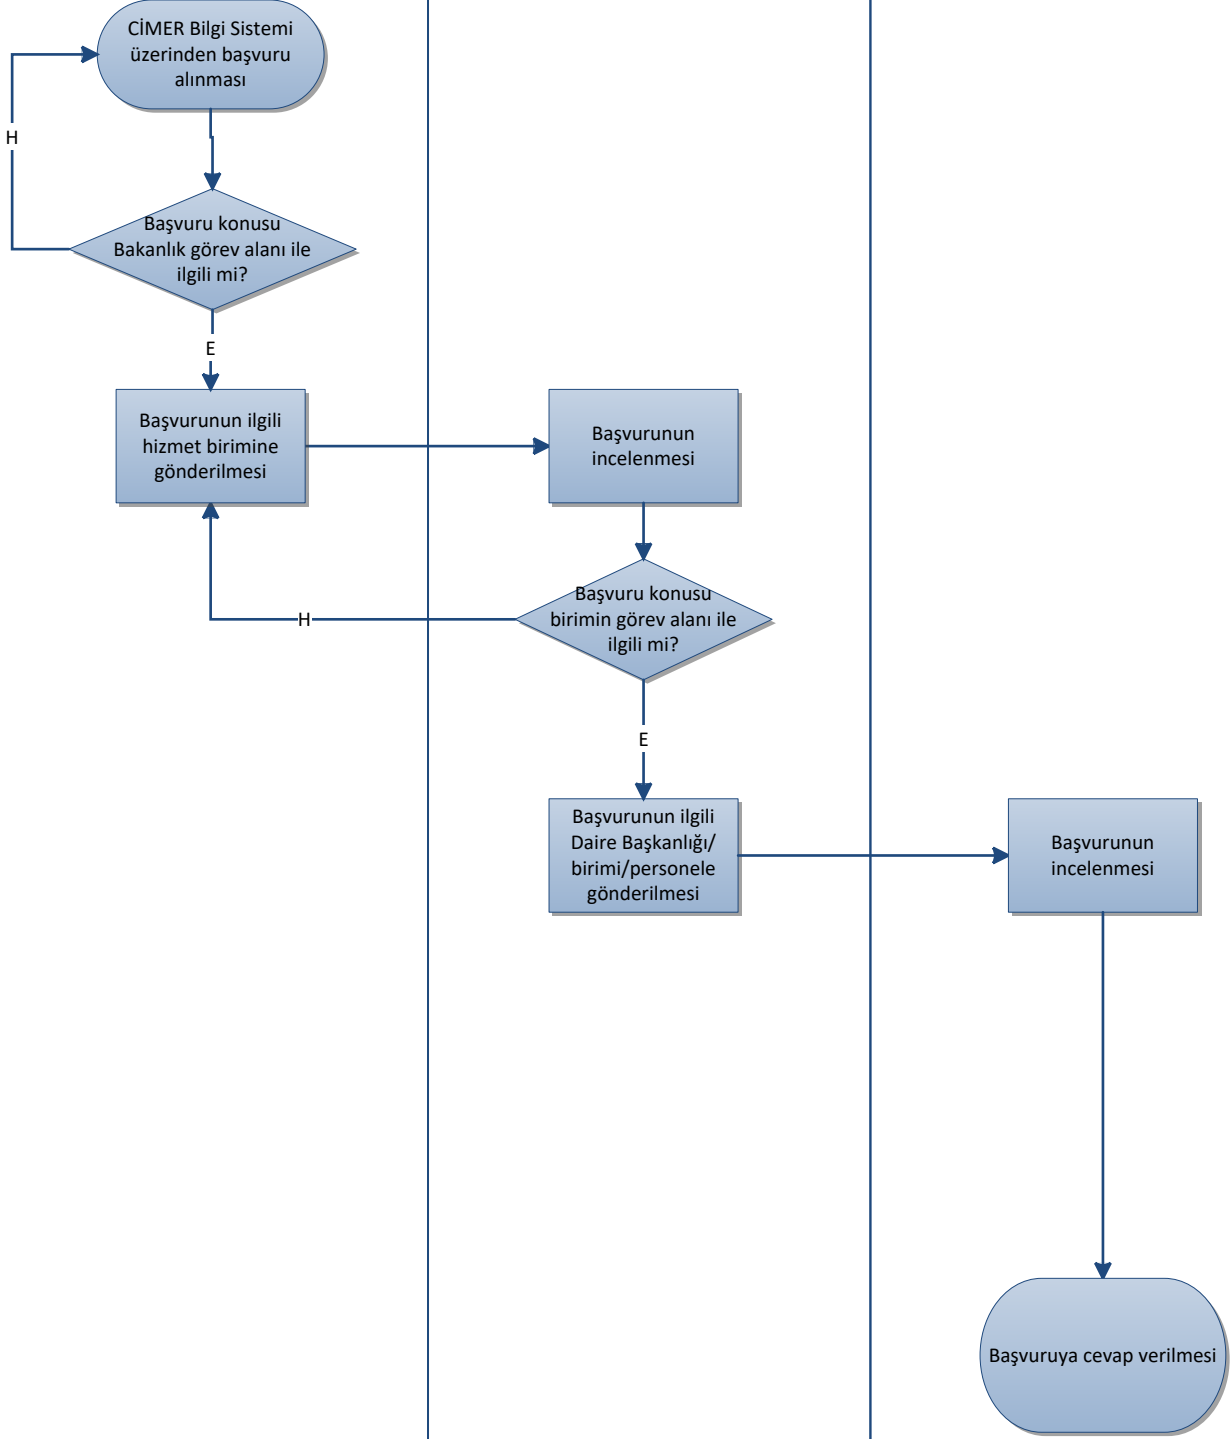 CİMER Bilgi Sistemi
üzerinden başvuru
alınması
H
Başvuru konusu
Bakanlık görev alanı ile
ilgili mi?
E
Başvurunun ilgili
hizmet birimine
gönderilmesi
Başvurunun
incelenmesi
Başvuru konusu
birimin görev alanı ile
ilgili mi?
H
E
Başvurunun ilgili
Daire Başkanlığı/
birimi/personele
gönderilmesi
Başvurunun
incelenmesi
Başvuruya cevap verilmesi